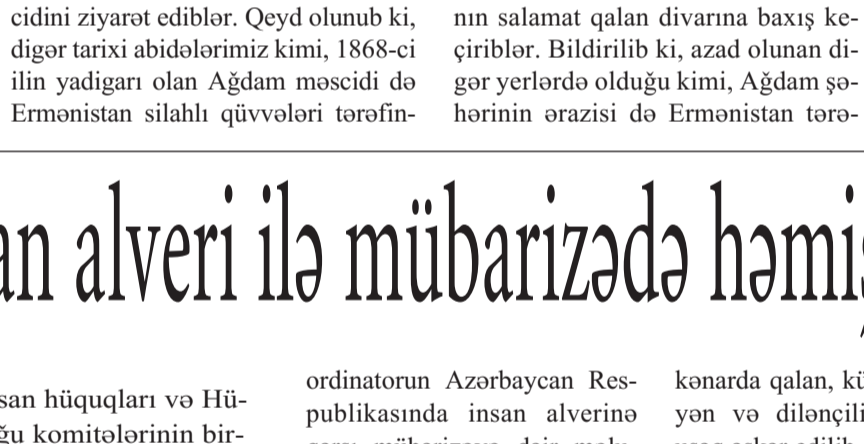 cidini ziyarət ediblər. Qeyd olunub ki,
digər tarixi abidələrimiz kimi, 1868-ci
ilin yadigarı olan Ağdam məscidi də
Ermənistan silahlı qüvvələri tərəfin-
nın salamat qalan divarına baxış ke-
çiriblər. Bildirilib ki, azad olunan di-
gər yerlərdə olduğu kimi, Ağdam şə-
hərinin ərazisi də Ermənistan tərə-
an alveri ilə mübarizədə həmi
san hüquqları və Hü-
ğu komitələrinin bir-
ordinatorun Azərbaycan Res-
publikasında insan alverinə
kənarda qalan, kü
yən və dilənçili